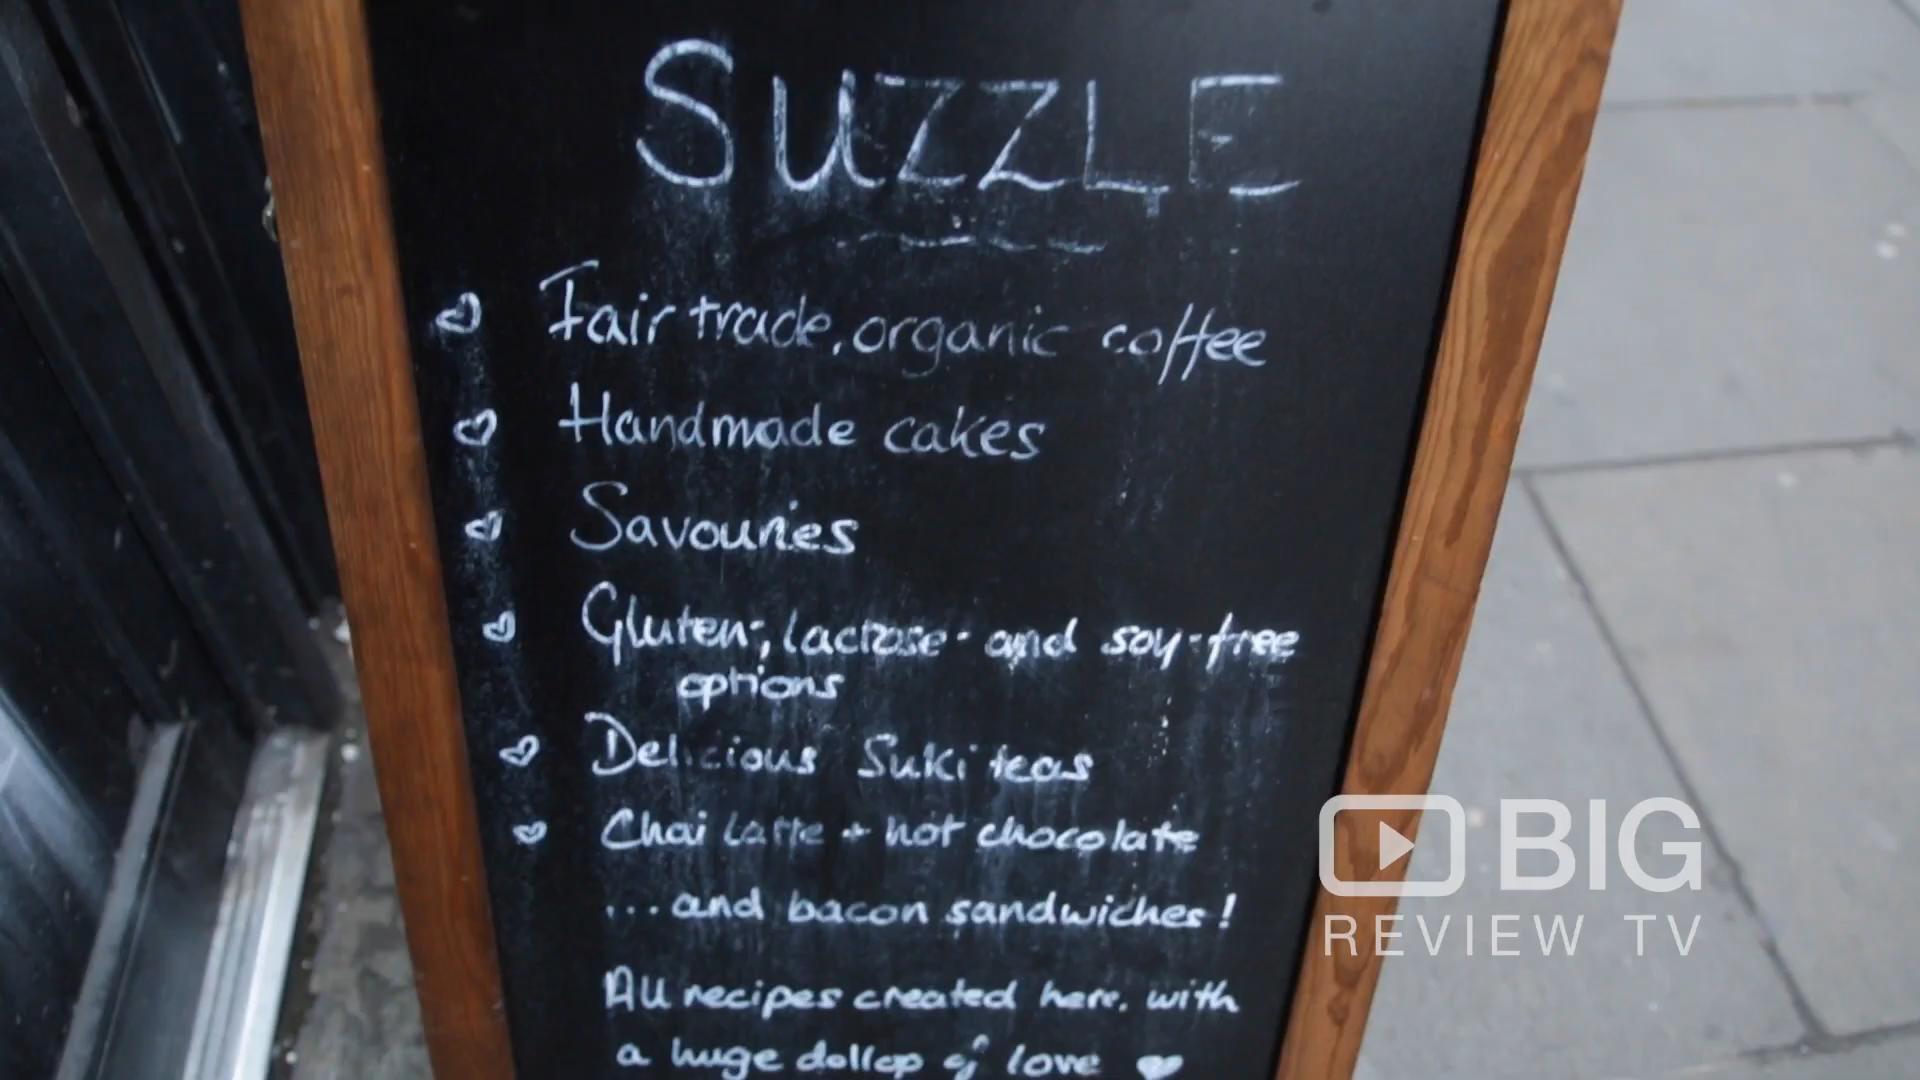 SUZZLE
Fair trade, organic coffee
Handmade cakes
Savouries
Gluten-, lactose- and soy-free
options
Delicious Suki teas
Chai Latte + hot chocolate
...and bacon sandwiches!
All recipes created here, with
a huge dollop of love
BIG
REVIEW TV